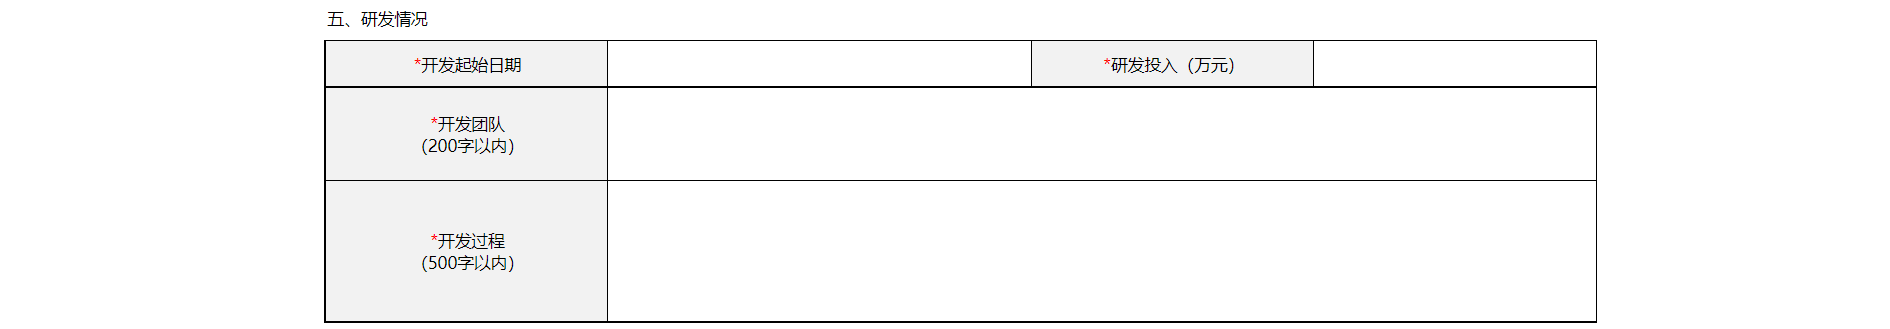 五、研发情况
*开发起始日期
*研发投入（万元）
*开发团队
（200字以内）
*开发过程
（500字以内）